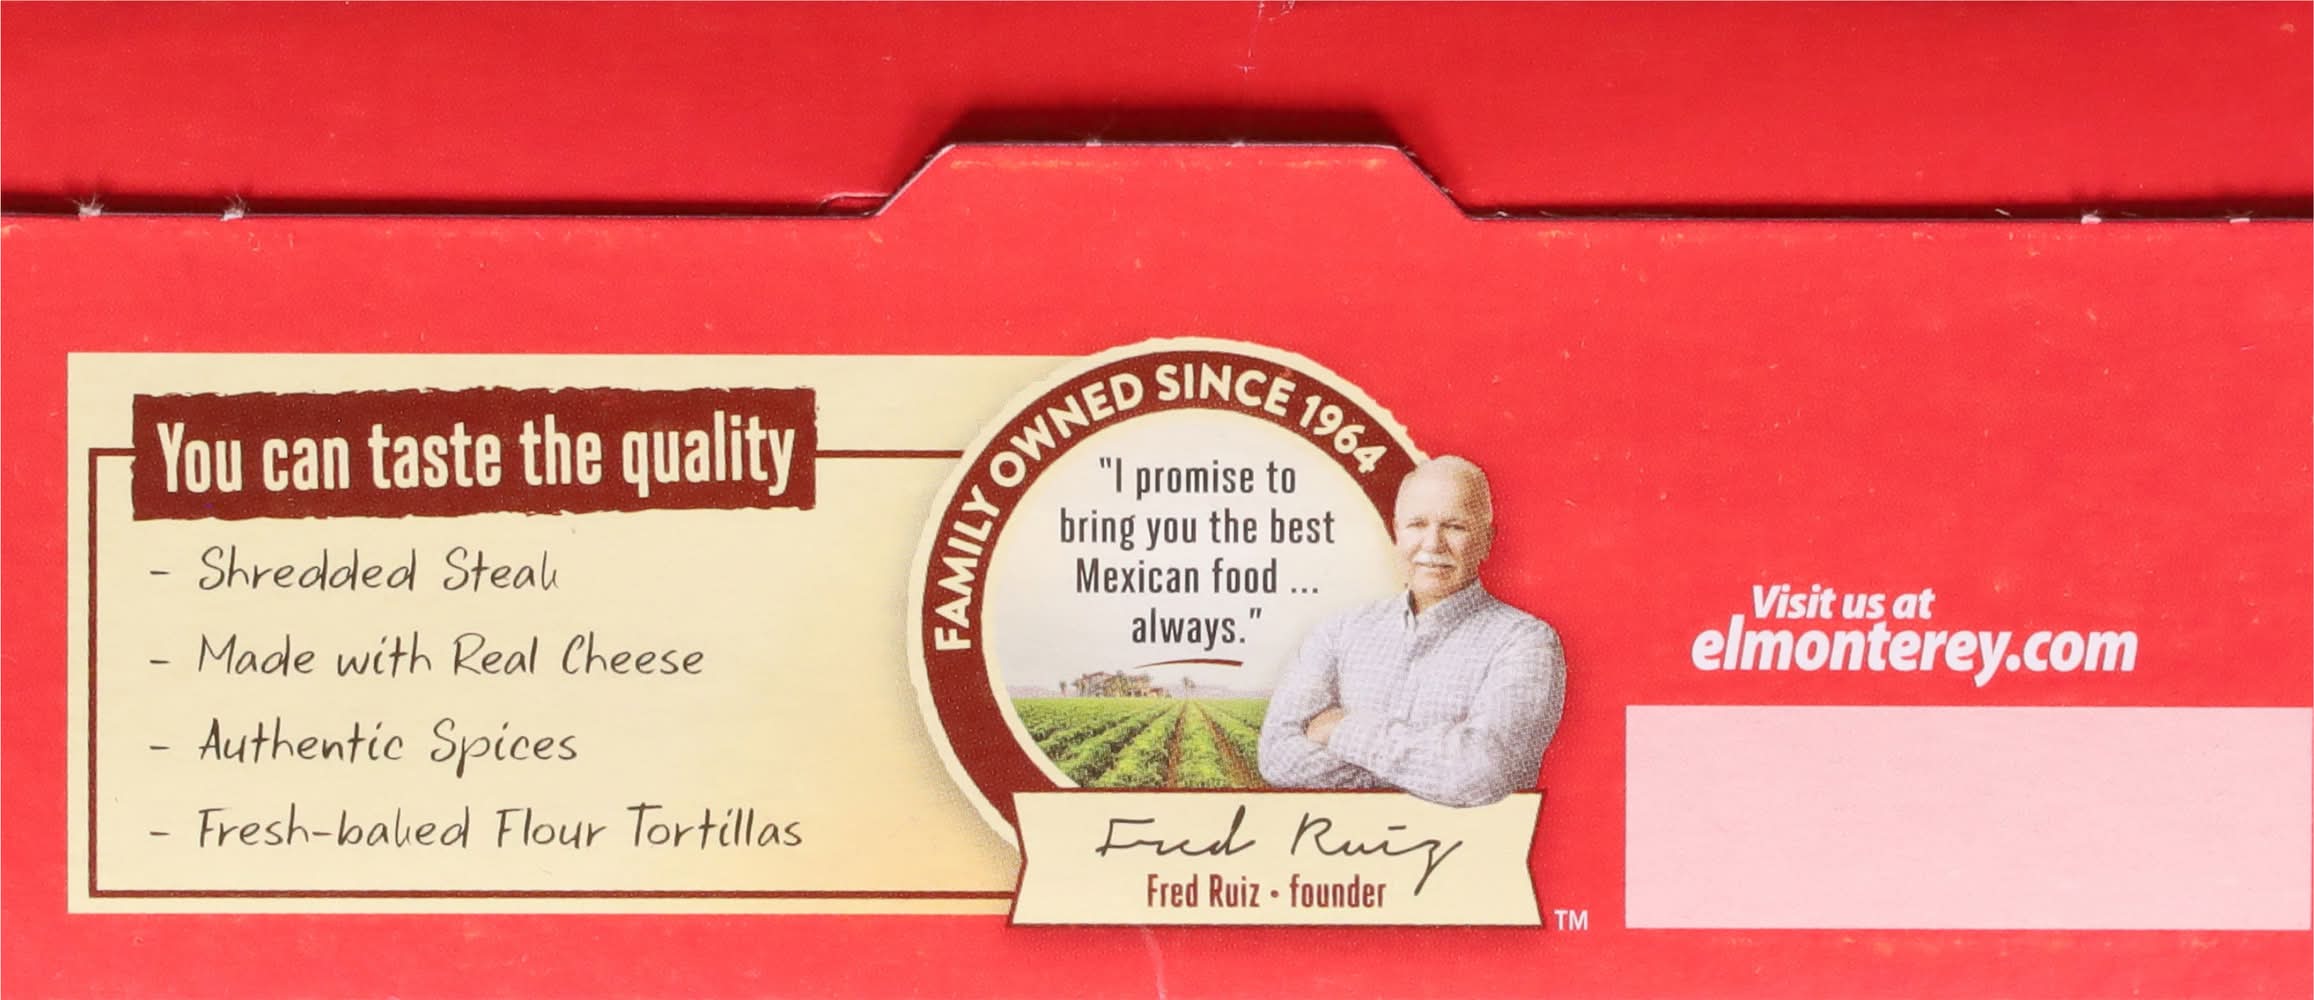 You can taste the quality
- Shredded Steak
- Made with Real Cheese
- Authentic Spices
- Fresh-baked Flour Tortillas
FAMILY OWNED SINCE 1964
"I promise to
bring you the best
Mexican food ...
always."
Fred Ruiz
Fred Ruiz • founder
TM
Visit us at
elmonterey.com